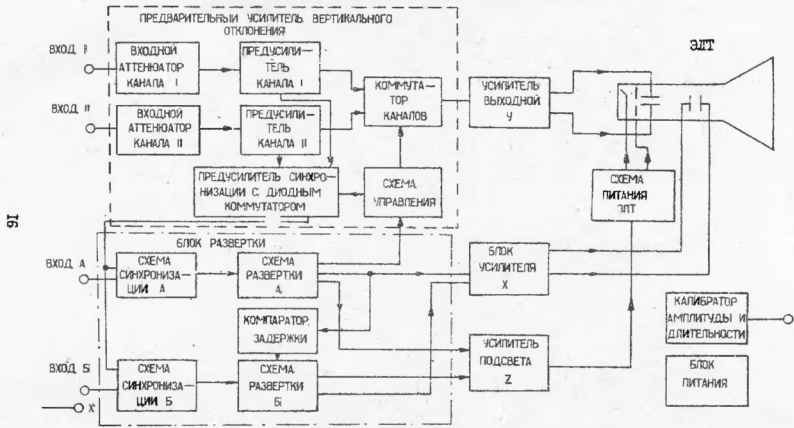 ПРЕДВАРИТЕЛЬНЫЙ УСИЛИТЕЛЬ ВЕРТИКАЛЬНОГО
ОТКЛОНЕНИЯ
ВХОД I
ВХОДНОЙ
АТТЕНЮАТОР
КАНАЛА I
ПРЕДУСИЛИ-
ТЕЛЬ
КАНАЛА I
ВХОД II
ВХОДНОЙ
АТТЕНЮАТОР
КАНАЛА II
ПРЕДУСИЛИ-
ТЕЛЬ
КАНАЛА II
КОММУТА-
ТОР
КАНАЛОВ
УСИЛИТЕЛЬ
ВЫХОДНОЙ
У
ЭЛТ
ПРЕДУСИЛИТЕЛЬ СИНХРО-
НИЗАЦИИ С ДИОДНЫМ
КОММУТАТОРОМ
СХЕМА
УПРАВЛЕНИЯ
СХЕМА
ПИТАНИЯ
ЭЛТ
91
БЛОК РАЗВЕРТКИ
ВХОД А
СХЕМА
СИНХРОНИЗА-
ЦИИ А
СХЕМА
РАЗВЕРТКИ
А
БЛОК
УСИЛИТЕЛЯ
Х
КОМПАРАТОР
ЗАДЕРЖКИ
ВХОД Б
Х
СХЕМА
СИНХРОНИЗА-
ЦИИ Б
СХЕМА
РАЗВЕРТКИ
Б
УСИЛИТЕЛЬ
ПОДСВЕТА
Z
КАЛИБРАТОР
АМПЛИТУДЫ И
ДЛИТЕЛЬНОСТИ
БЛОК
ПИТАНИЯ